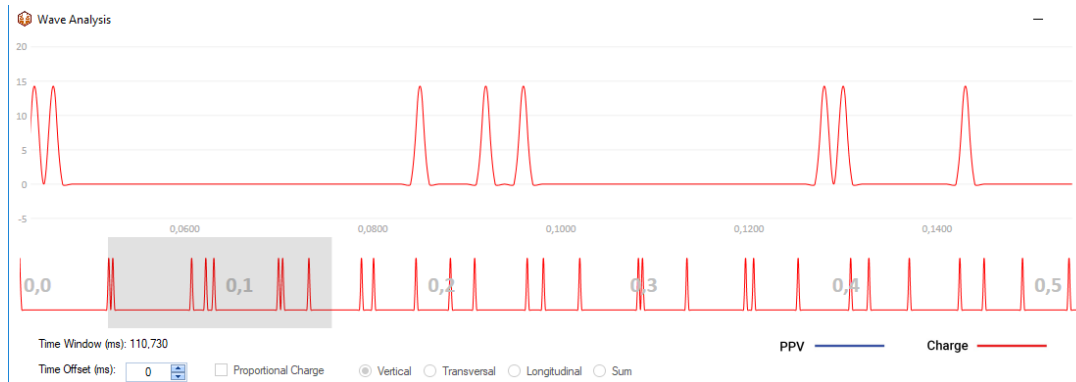 Wave Analysis
20
15
10
5
0
-5
0,0600 0,0800 0,1000 0,1200 0,1400
0,0 0,1 0,2 0,3 0,4 0,5
Time Window (ms): 110,730
PPV Charge
Time Offset (ms): 0 Proportional Charge Vertical Transversal Longitudinal Sum